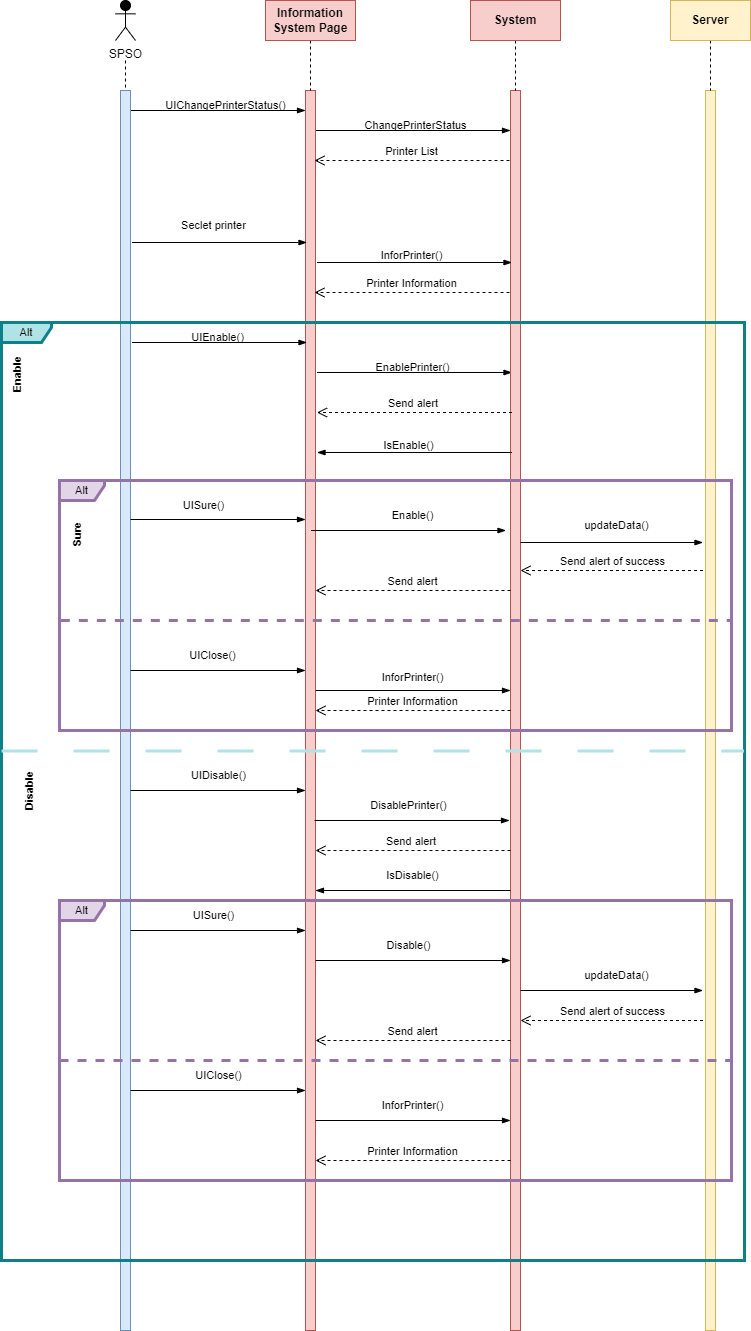 SPSO
Information
System Page
System
Server
UIChangePrinterStatus()
ChangePrinterStatus
Printer List
Seclet printer
InforPrinter()
Printer Information
Alt
Enable
UIEnable()
EnablePrinter()
Send alert
IsEnable()
Alt
Sure
UISure()
Enable()
updateData()
Send alert of success
Send alert
UIClose()
InforPrinter()
Printer Information
Disable
UIDisable()
DisablePrinter()
Send alert
IsDisable()
Alt
UISure()
Disable()
updateData()
Send alert of success
Send alert
UIClose()
InforPrinter()
Printer Information